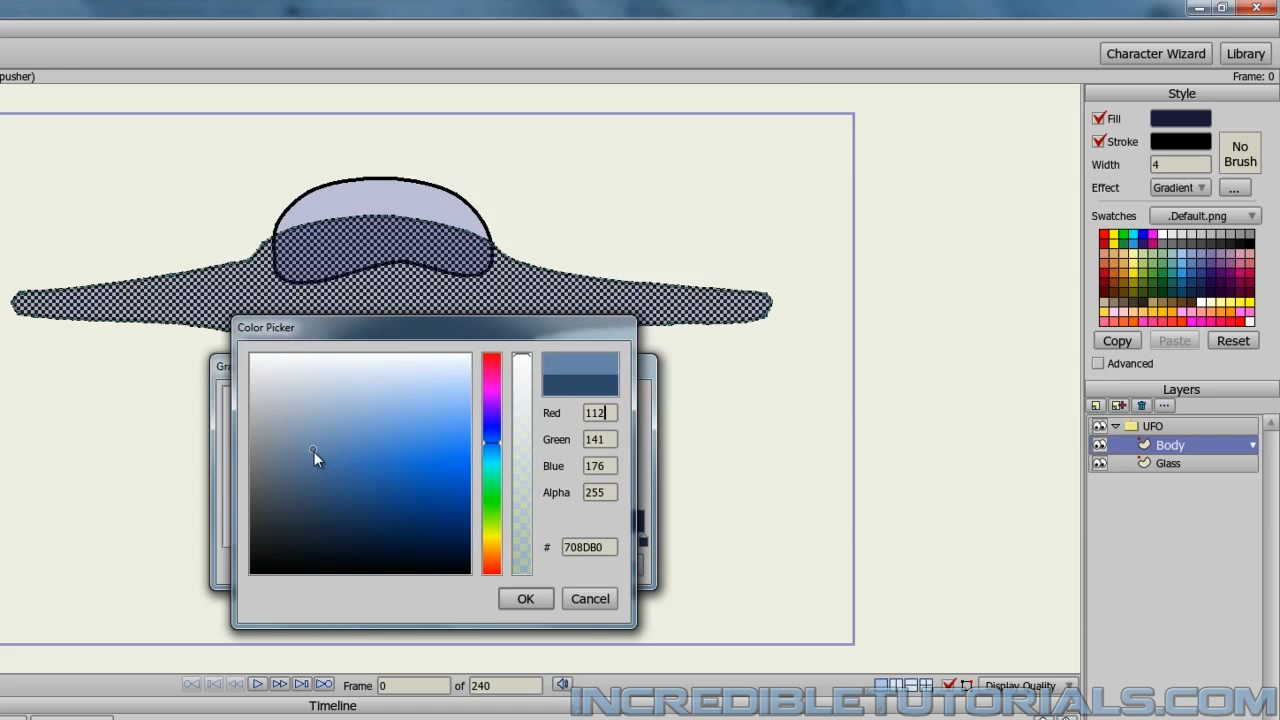 Character Wizard
Library
pusher)
Frame: 0
Style
Fill
Stroke
No
Brush
Width
4
Effect
Gradient
...
Swatches
.Default.png
Copy
Paste
Reset
Advanced
Layers
UFO
Body
Glass
Gra
Color Picker
Red
112
Green
141
Blue
176
Alpha
255
#
708DB0
OK
Cancel
Frame
0
of
240
Display Quality
Timeline
INCREDIBLETUTORIALS.COM